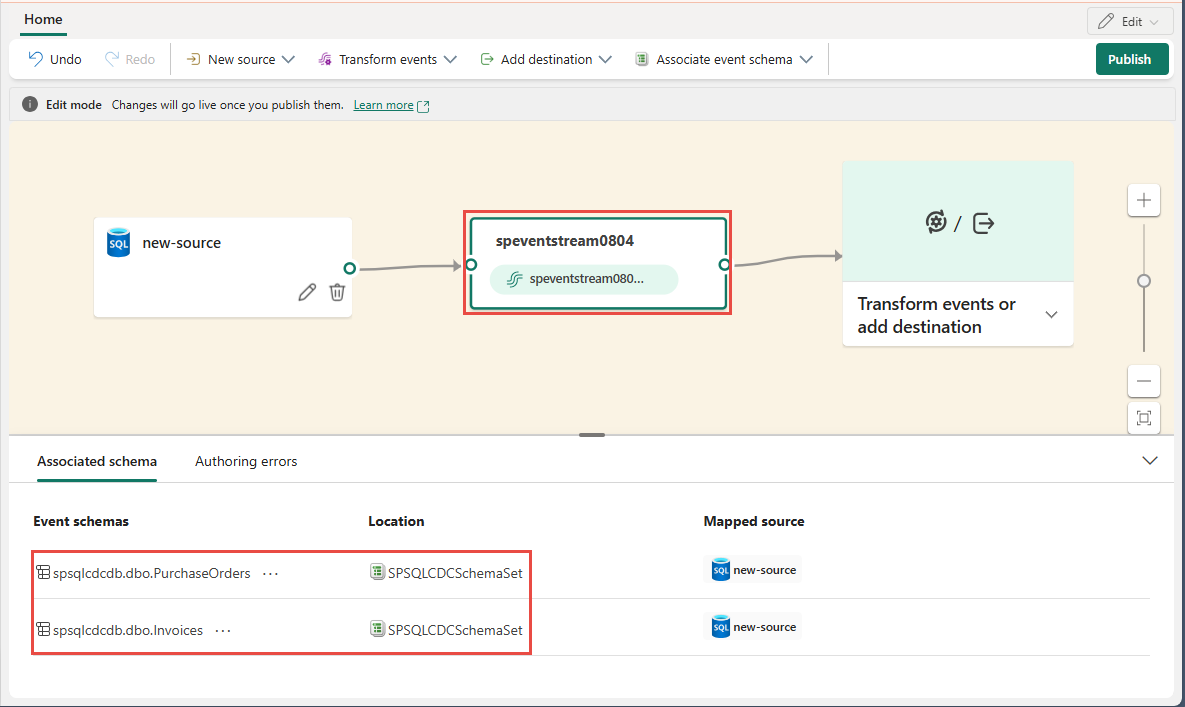 Home
Edit
Undo
Redo
New source
Transform events
Add destination
Associate event schema
Publish
Edit mode Changes will go live once you publish them. Learn more
SQL
new-source
speventstream0804
speventstream080...
/
Transform events or
add destination
Associated schema
Authoring errors
Event schemas
Location
Mapped source
spsqlcdcdb.dbo.PurchaseOrders ...
SPSQLCDCSchemaSet
SQL new-source
spsqlcdcdb.dbo.Invoices ...
SPSQLCDCSchemaSet
SQL new-source